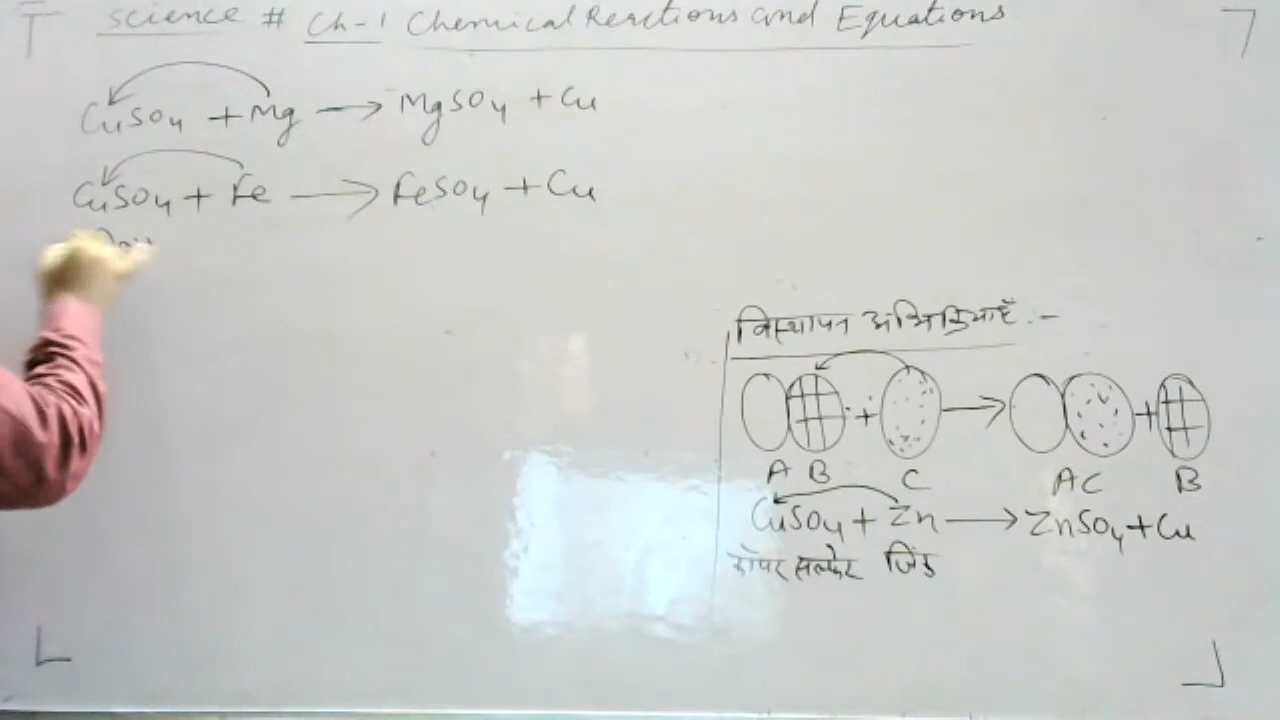 Science # Ch-1 Chemical Reactions and Equations
CuSO4 + Mg → MgSO4 + Cu
CuSO4 + Fe → FeSO4 + Cu
विस्थापन अभिक्रियाएँ :-
+ → +
A B C AC B
CuSO4 + Zn → ZnSO4 + Cu
कॉपर सल्फेट जिंक